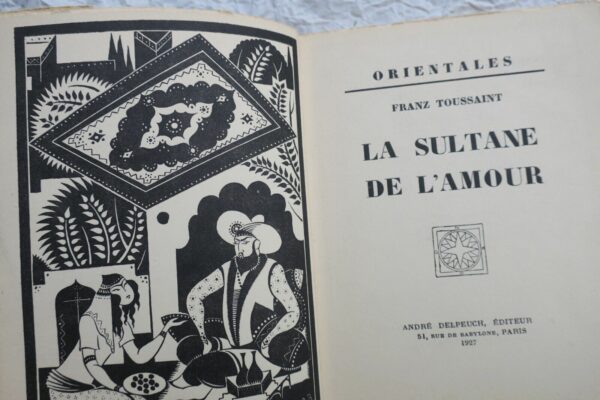 ORIENTALES
FRANZ TOUSSAINT
LA SULTANE
DE L'AMOUR
ANDRÉ DELPEUCH, ÉDITEUR
51, RUE DE BABYLONE, PARIS
1927